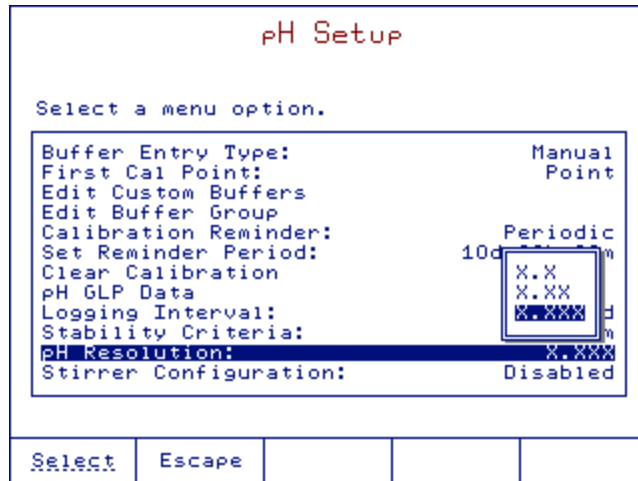 pH Setup
Select a menu option.
Buffer Entry Type: Manual
First Cal Point: Point
Edit Custom Buffers
Edit Buffer Group
Calibration Reminder: Periodic
Set Reminder Period: 10d
Clear Calibration
pH GLP Data
Logging Interval:
Stability Criteria:
pH Resolution: X.XXX
Stirrer Configuration: Disabled
X.X
X.XX
X.XXX
Select Escape